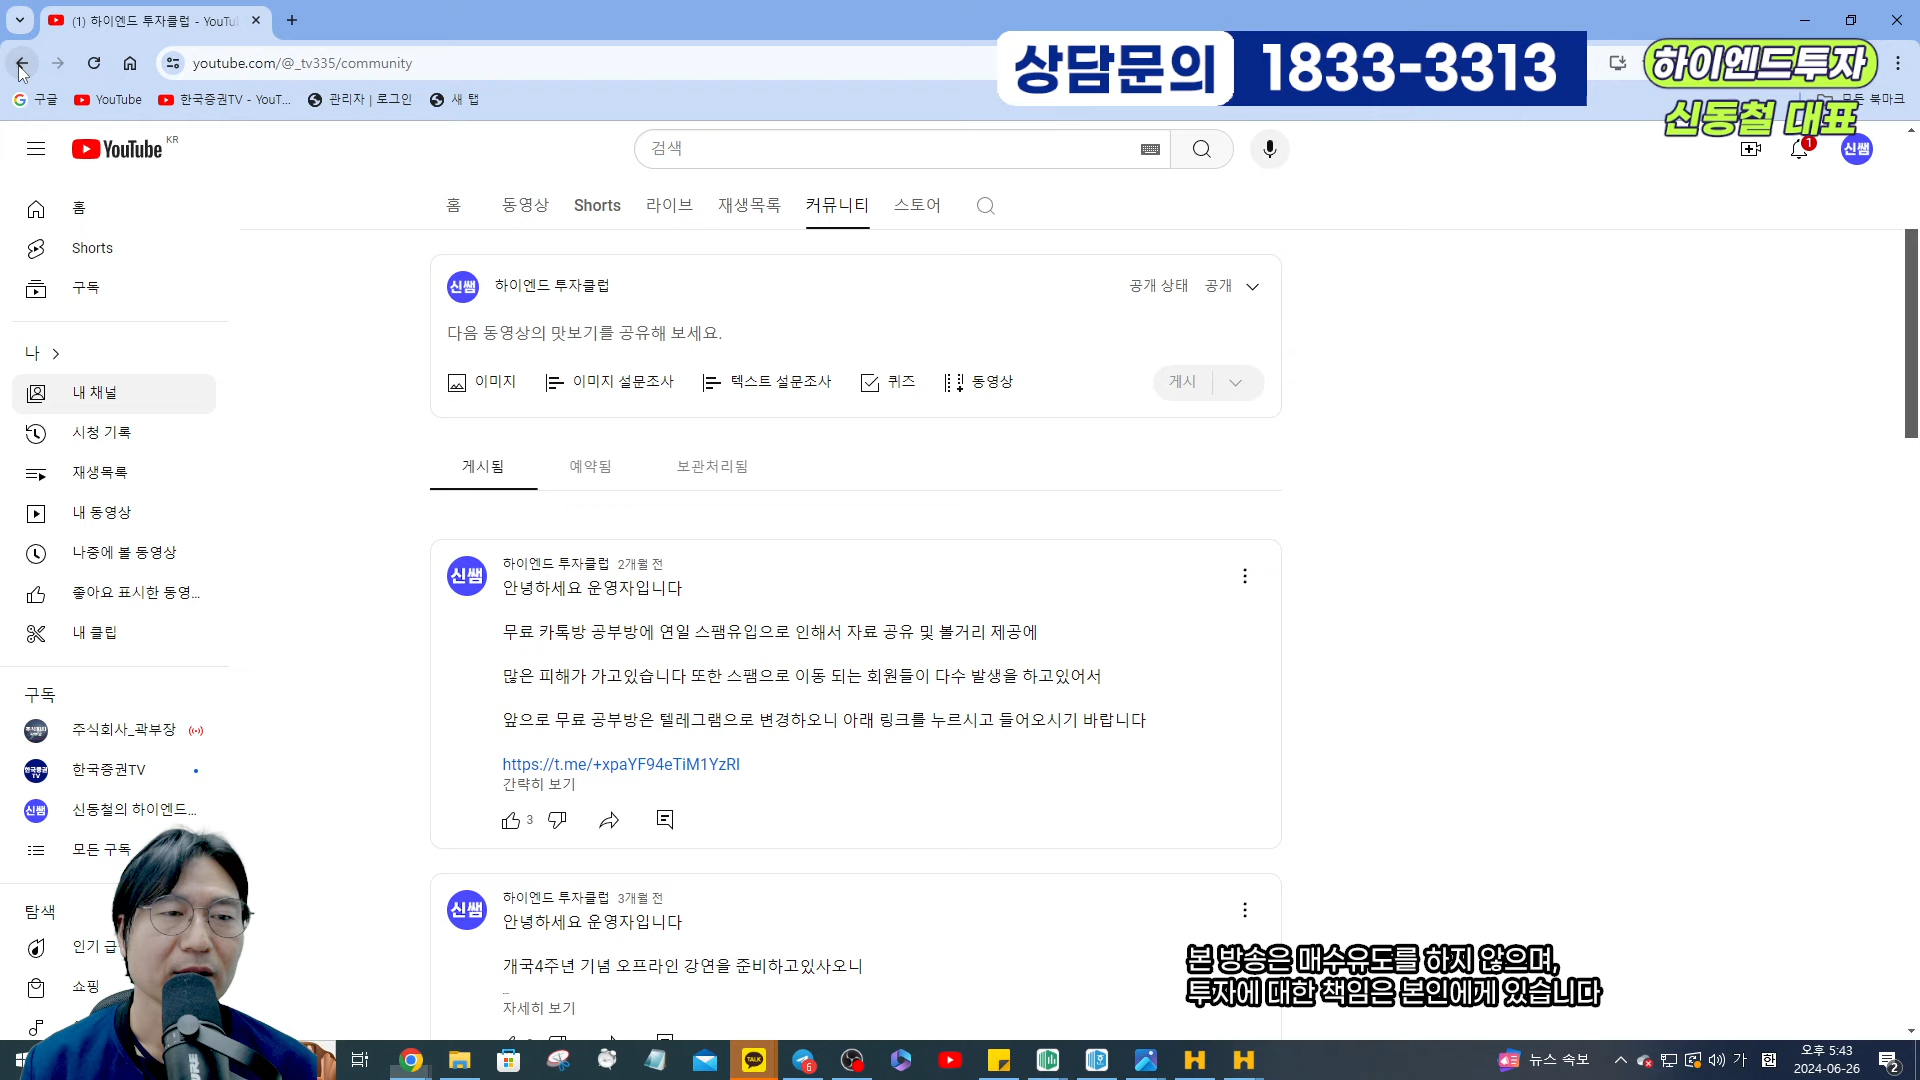 (1) 하이엔드 투자클럽 - YouTu
youtube.com/@_tv335/community
상담문의 1833-3313
하이엔드투자
신동철 대표
구글
YouTube
한국증권TV - YouT...
관리자 | 로그인
새 탭
모든 북마크
YouTube KR
검색
1
신쌤
홈
Shorts
구독
나
내 채널
시청 기록
재생목록
내 동영상
나중에 볼 동영상
좋아요 표시한 동영...
내 클립
구독
주식회사_곽부장
한국증권TV
신동철의 하이엔드...
모든 구독
탐색
인기 급
쇼핑
홈 동영상 Shorts 라이브 재생목록 커뮤니티 스토어
신쌤 하이엔드 투자클럽
공개 상태 공개
다음 동영상의 맛보기를 공유해 보세요.
이미지 이미지 설문조사 텍스트 설문조사 퀴즈 동영상 게시
게시됨 예약됨 보관처리됨
신쌤
하이엔드 투자클럽 2개월 전
안녕하세요 운영자입니다
무료 카톡방 공부방에 연일 스팸유입으로 인해서 자료 공유 및 볼거리 제공에
많은 피해가 가고있습니다 또한 스팸으로 이동 되는 회원들이 다수 발생을 하고있어서
앞으로 무료 공부방은 텔레그램으로 변경하오니 아래 링크를 누르시고 들어오시기 바랍니다
https://t.me/+xpaYF94eTiM1YzRl
간략히 보기
3
신쌤
하이엔드 투자클럽 3개월 전
안녕하세요 운영자입니다
개국4주년 기념 오프라인 강연을 준비하고있사오니
...
자세히 보기
본 방송은 매수유도를 하지 않으며,
투자에 대한 책임은 본인에게 있습니다
TALK
6
뉴스 속보
가
한
오후 5:43
2024-06-26
2